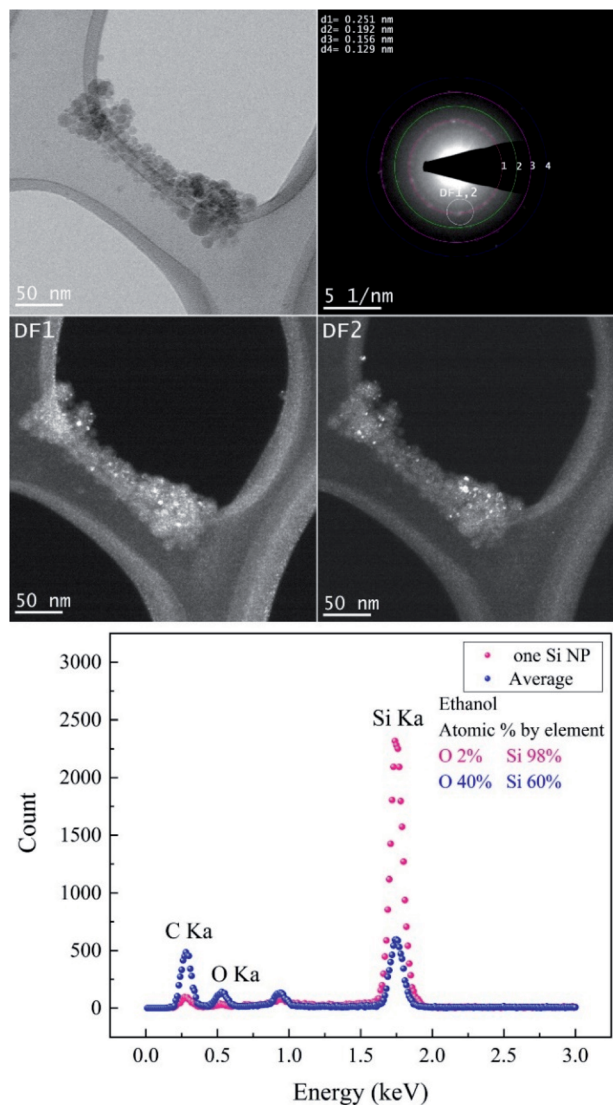 d1= 0.251 nm
d2= 0.192 nm
d3= 0.156 nm
d4= 0.129 nm
1 2 3 4
DF1,2
50 nm
5 1/nm
DF1
DF2
50 nm
50 nm
3000
2500
2000
1500
1000
500
0
Count
one Si NP
Average
Ethanol
Atomic % by element
O 2% Si 98%
O 40% Si 60%
Si Ka
C Ka
O Ka
0.0 0.5 1.0 1.5 2.0 2.5 3.0
Energy (keV)